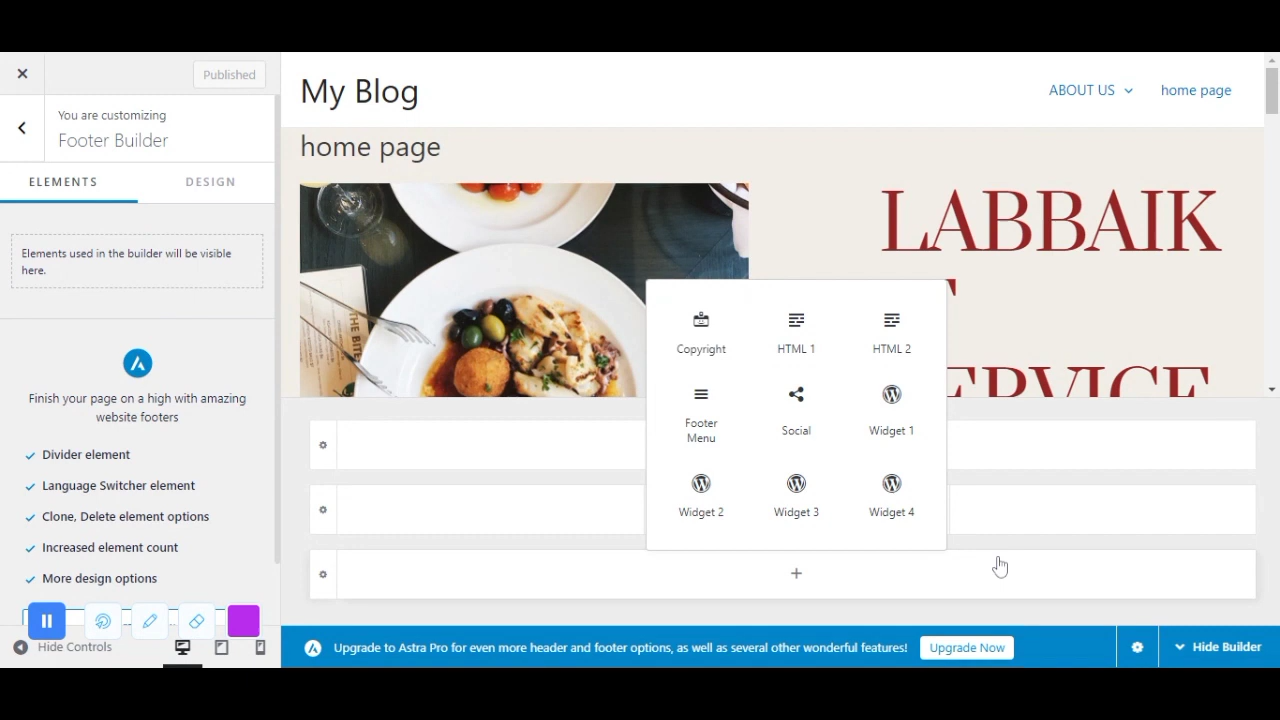 Published
You are customizing
Footer Builder
ELEMENTS
DESIGN
Elements used in the builder will be visible
here.
Finish your page on a high with amazing
website footers
Divider element
Language Switcher element
Clone, Delete element options
Increased element count
More design options
Hide Controls
My Blog
ABOUT US
home page
home page
THE BITE
LABBAIK
SERVICE
Copyright
HTML 1
HTML 2
Footer
Menu
Social
Widget 1
Widget 2
Widget 3
Widget 4
Upgrade to Astra Pro for even more header and footer options, as well as several other wonderful features!
Upgrade Now
Hide Builder